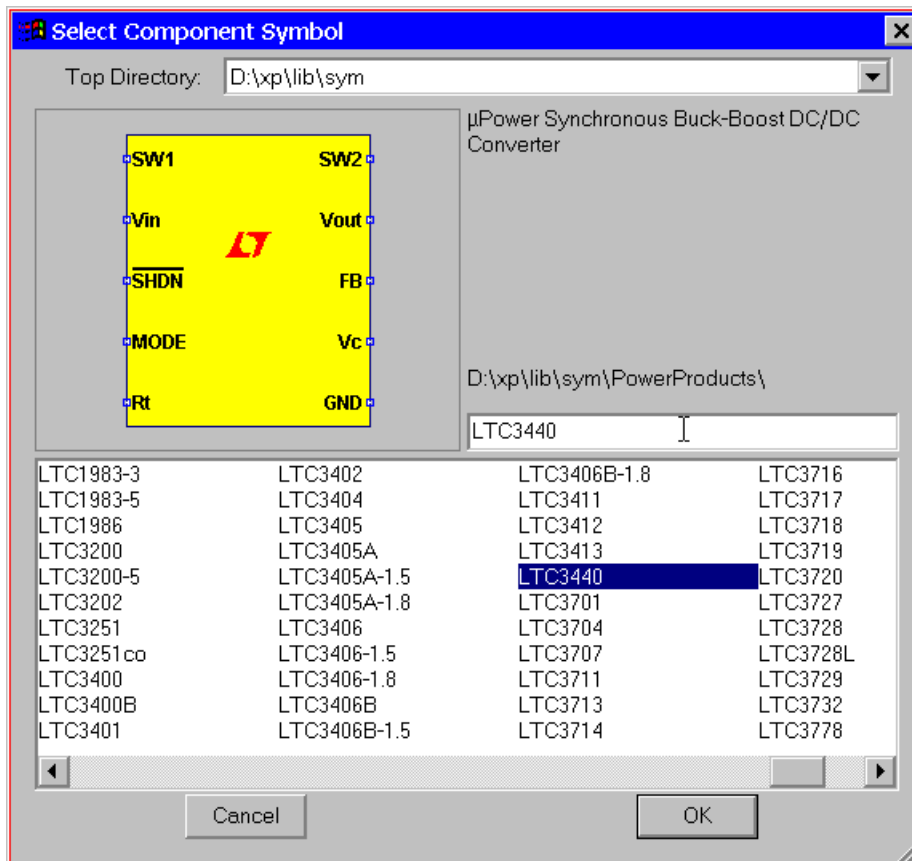 Select Component Symbol
Top Directory: D:\xp\lib\sym
µPower Synchronous Buck-Boost DC/DC
Converter
SW1 SW2
Vin Vout
SHDN FB
MODE Vc
Rt GND
D:\xp\lib\sym\PowerProducts\
LTC3440
LTC1983-3 LTC3402 LTC3406B-1.8 LTC3716
LTC1983-5 LTC3404 LTC3411 LTC3717
LTC1986 LTC3405 LTC3412 LTC3718
LTC3200 LTC3405A LTC3413 LTC3719
LTC3200-5 LTC3405A-1.5 LTC3440 LTC3720
LTC3202 LTC3405A-1.8 LTC3701 LTC3727
LTC3251 LTC3406 LTC3704 LTC3728
LTC3251co LTC3406-1.5 LTC3707 LTC3728L
LTC3400 LTC3406-1.8 LTC3711 LTC3729
LTC3400B LTC3406B LTC3713 LTC3732
LTC3401 LTC3406B-1.5 LTC3714 LTC3778
Cancel OK